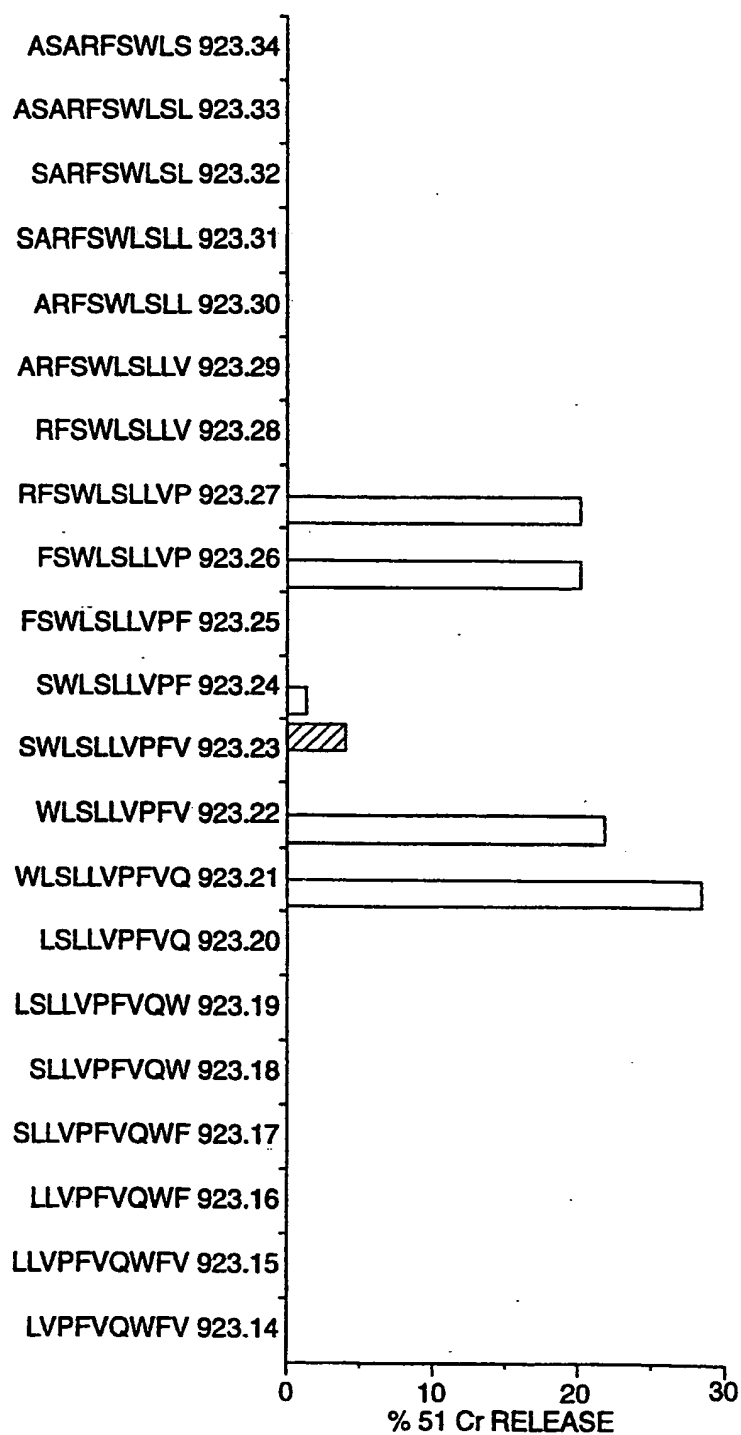 ASARFSWLS 923.34
ASARFSWLSL 923.33
SARFSWLSL 923.32
SARFSWLSLL 923.31
ARFSWLSLL 923.30
ARFSWLSLLV 923.29
RFSWLSLLV 923.28
RFSWLSLLVP 923.27
FSWLSLLVP 923.26
FSWLSLLVPF 923.25
SWLSLLVPF 923.24
SWLSLLVPFV 923.23
WLSLLVPFV 923.22
WLSLLVPFVQ 923.21
LSLLVPFVQ 923.20
LSLLVPFVQW 923.19
SLLVPFVQW 923.18
SLLVPFVQWF 923.17
LLVPFVQWF 923.16
LLVPFVQWFV 923.15
LVPFVQWFV 923.14
0 10 20 30
% 51 Cr RELEASE